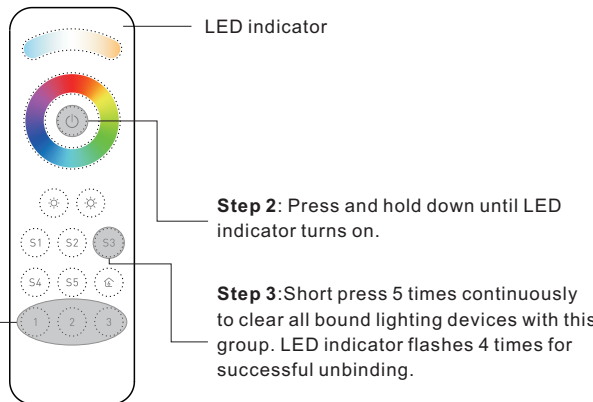 LED indicator
Step 2: Press and hold down until LED
indicator turns on.
S1 S2 S3
S4 S5
1 2 3
Step 3:Short press 5 times continuously
to clear all bound lighting devices with this
group. LED indicator flashes 4 times for
successful unbinding.